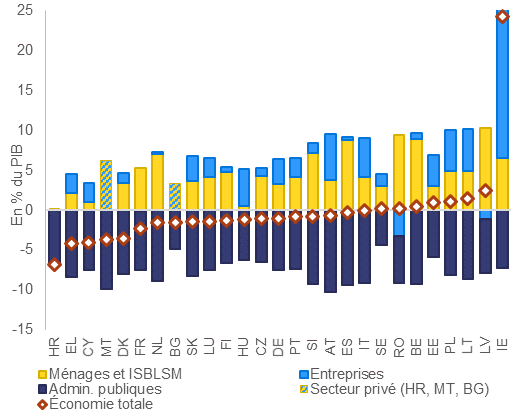 En % du PIB
25
20
15
10
5
0
-5
-10
-15
HR EL CY MT DK FR NL BG SK LU FI HU CZ DE PT SI AT ES IT SE RO BE EE PL LT LV IE
Ménages et ISBLSM Entreprises
Admin. publiques Secteur privé (HR, MT, BG)
Économie totale